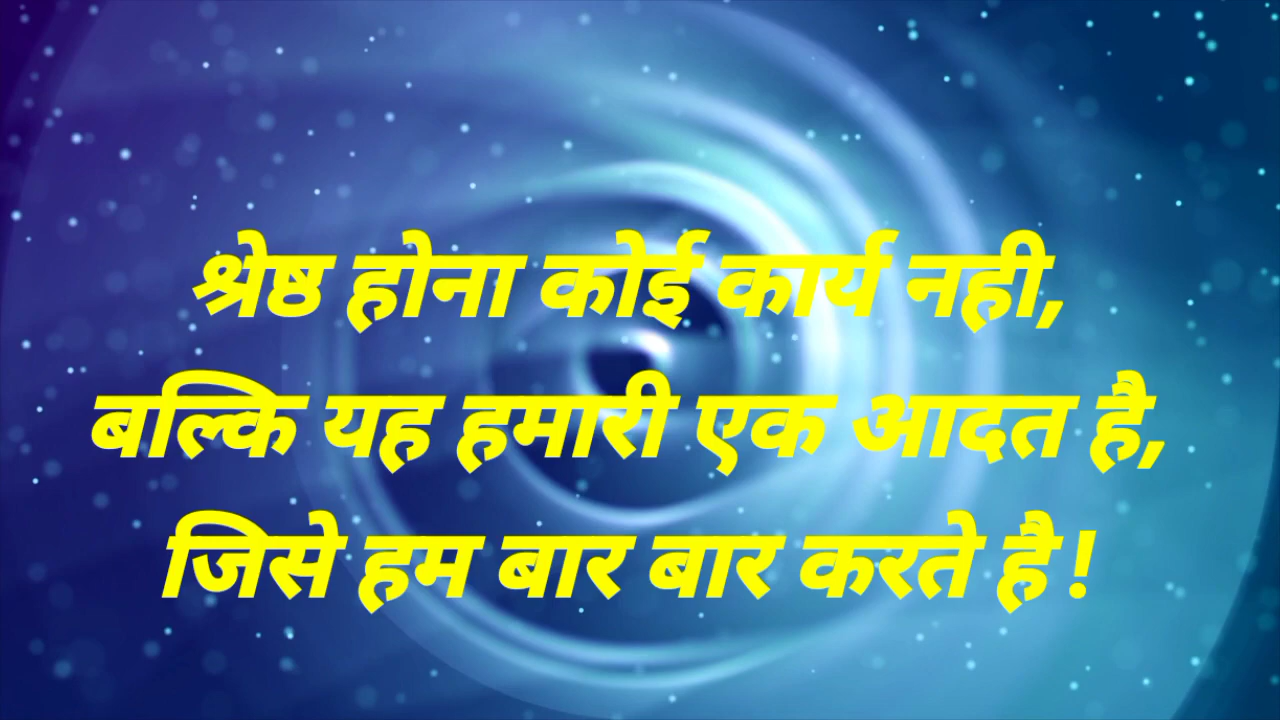 श्रेष्ठ होना कोई कार्य नही,
बल्कि यह हमारी एक आदत है,
जिसे हम बार बार करते है!